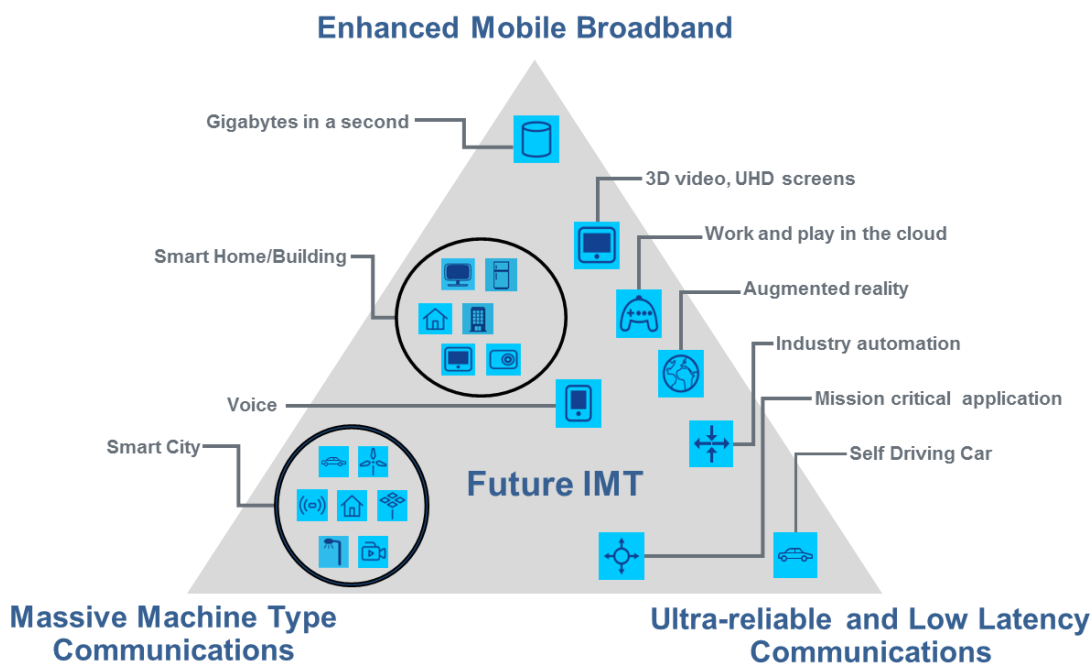 Enhanced Mobile Broadband
Gigabytes in a second
3D video, UHD screens
Work and play in the cloud
Smart Home/Building
Augmented reality
Industry automation
Mission critical application
Voice
Smart City
Self Driving Car
Future IMT
Massive Machine Type
Communications
Ultra-reliable and Low Latency
Communications